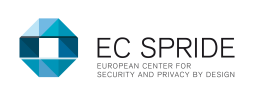 EC SPRIDE
EUROPEAN CENTER FOR
SECURITY AND PRIVACY BY DESIGN